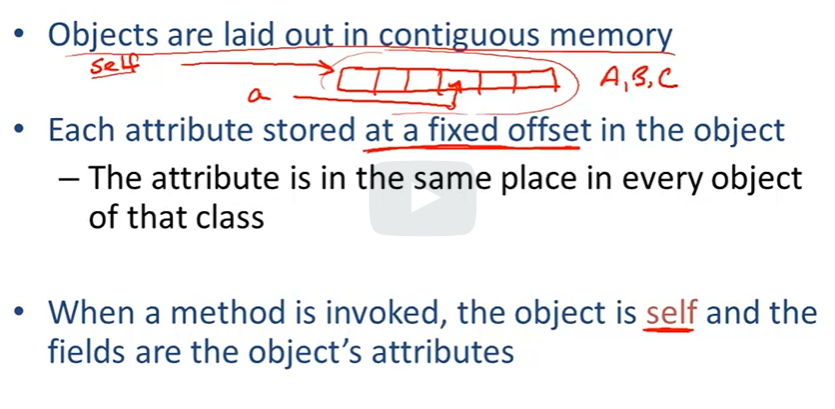 • Objects are laid out in contiguous memory
self
A, B, C
a
• Each attribute stored at a fixed offset in the object
– The attribute is in the same place in every object
of that class
• When a method is invoked, the object is self and the
fields are the object's attributes